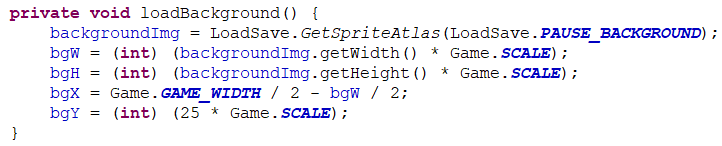 private void loadBackground() {
    backgroundImg = LoadSave.GetSpriteAtlas(LoadSave.PAUSE_BACKGROUND);
    bgW = (int) (backgroundImg.getWidth() * Game.SCALE);
    bgH = (int) (backgroundImg.getHeight() * Game.SCALE);
    bgX = Game.GAME_WIDTH / 2 - bgW / 2;
    bgY = (int) (25 * Game.SCALE);
}